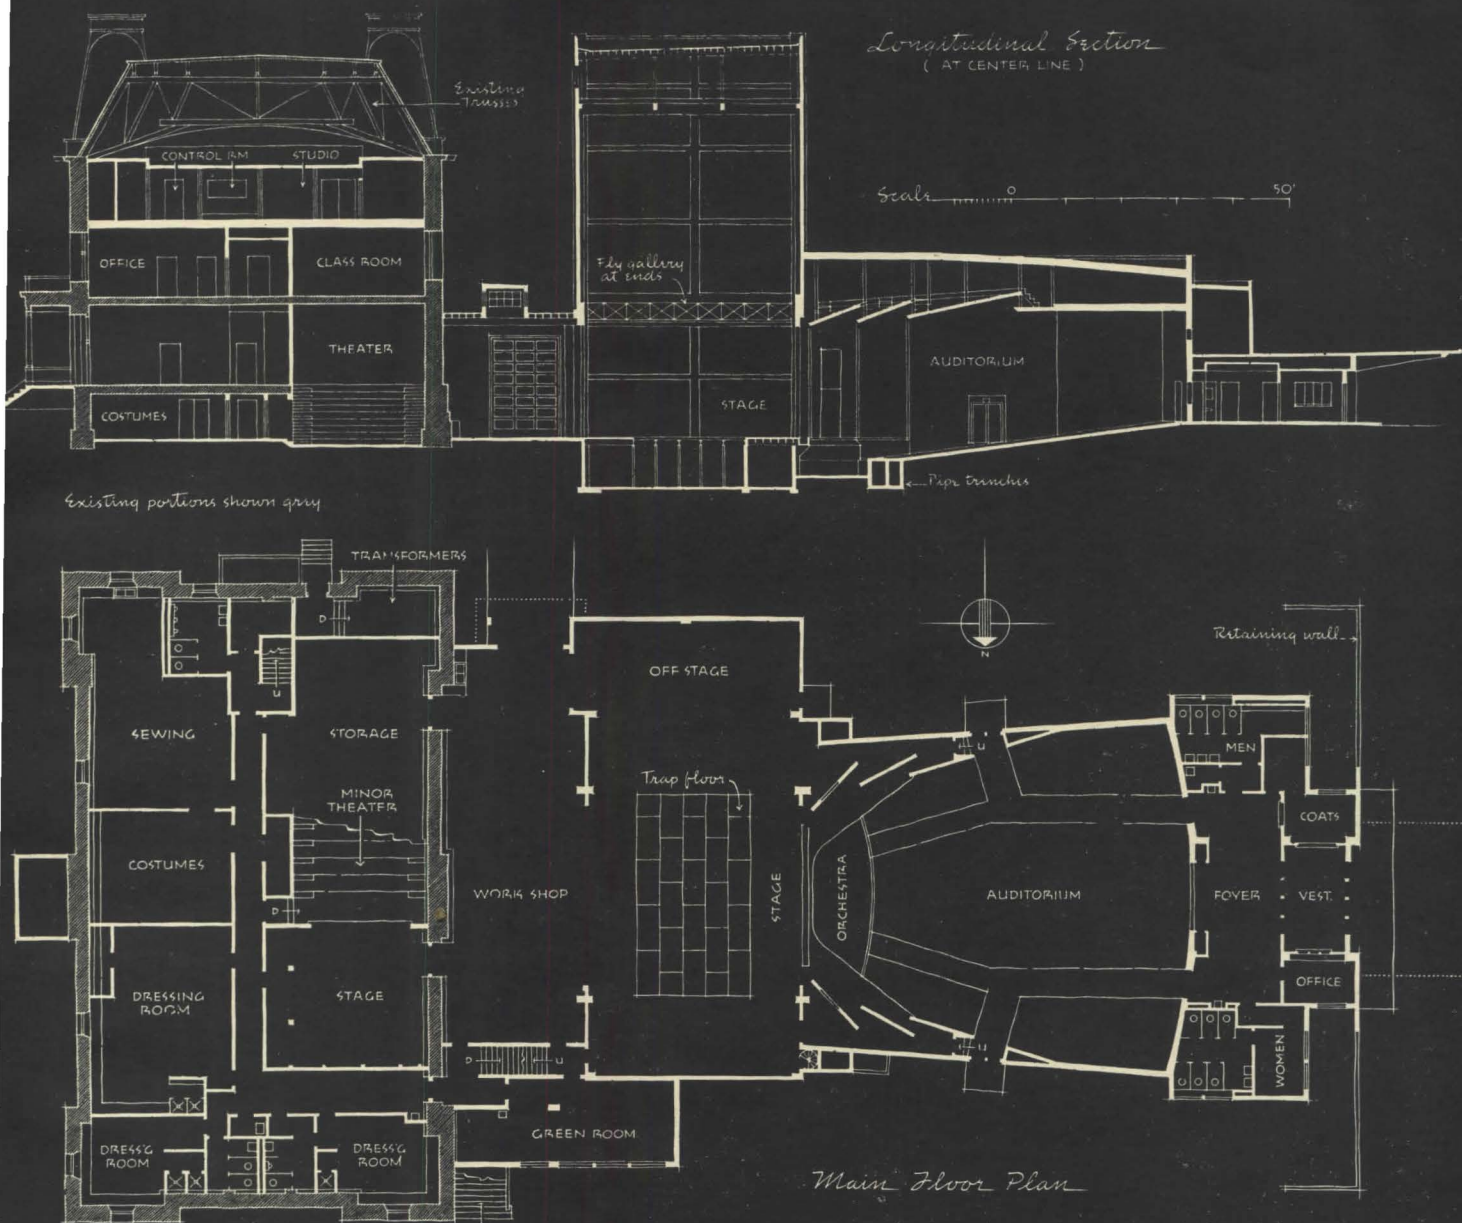 Longitudinal Section
( AT CENTER LINE )
Existing
Trusses
CONTROL RM
STUDIO
Scale
0
50'
OFFICE
CLASS ROOM
Fly gallery
at ends
THEATER
AUDITORIUM
COSTUMES
STAGE
Pipe trenches
Existing portions shown gray
TRANSFORMERS
D
N
Retaining wall
U
OFF STAGE
SEWING
STORAGE
U
MEN
Trap floor
MINOR
THEATER
COATS
COSTUMES
WORK SHOP
STAGE
ORCHESTRA
AUDITORIUM
FOYER
VEST.
D
DRESSING
ROOM
STAGE
OFFICE
D
U
U
WOMEN
GREEN ROOM
DRESS'G
ROOM
DRESS'G
ROOM
Main Floor Plan